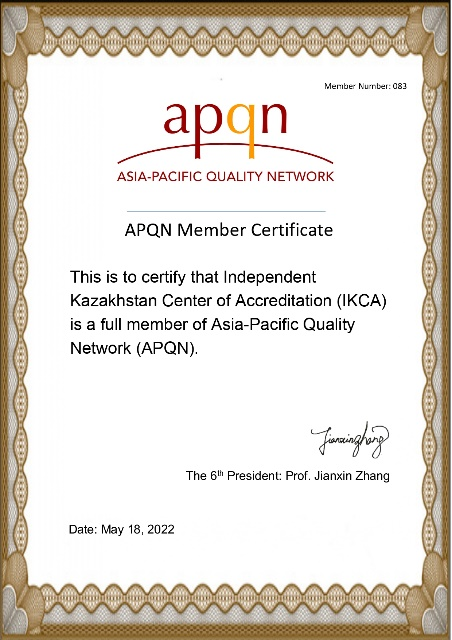 Member Number: 083
apqn
ASIA-PACIFIC QUALITY NETWORK
APQN Member Certificate
This is to certify that Independent
Kazakhstan Center of Accreditation (IKCA)
is a full member of Asia-Pacific Quality
Network (APQN).
Jianxinzhang
The 6th President: Prof. Jianxin Zhang
Date: May 18, 2022